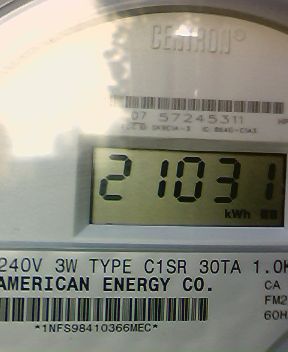 CENTRON®
07 57245311
21031
kWh
240V 3W TYPE C1SR 30TA 1.0K
AMERICAN ENERGY CO.
CA
FM2
60H
*1NFS98410366MEC*